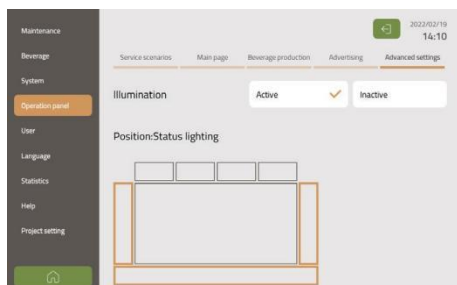 Maintenance
Beverage
System
Operation panel
User
Language
Statistics
Help
Project setting
2022/02/19
14:10
Service scenarios
Main page
Beverage production
Advertising
Advanced settings
Illumination
Active
Inactive
Position:Status lighting